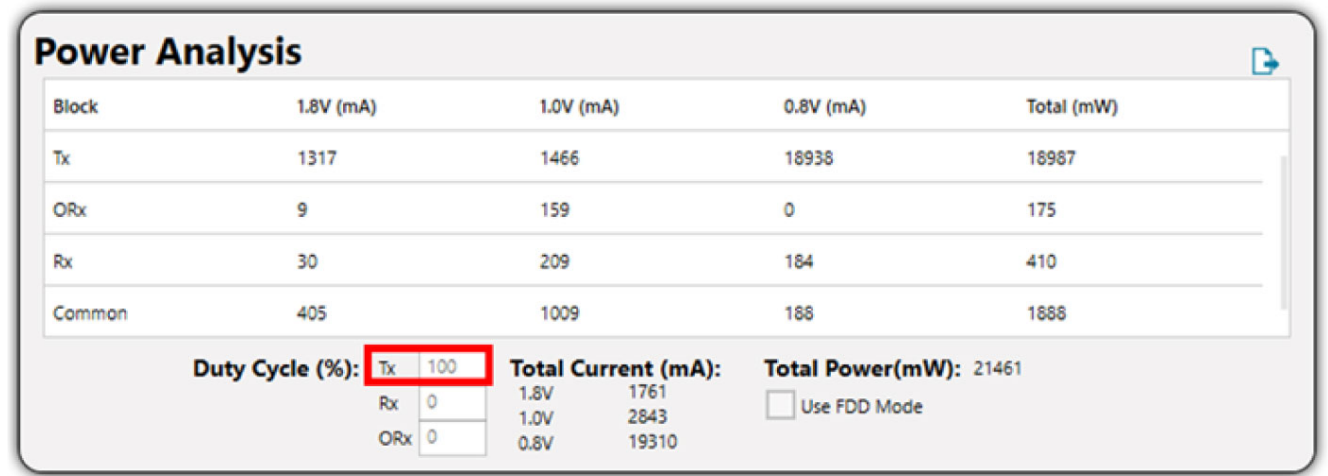 Power Analysis
Block 1.8V (mA) 1.0V (mA) 0.8V (mA) Total (mW)
Tx 1317 1466 18938 18987
ORx 9 159 0 175
Rx 30 209 184 410
Common 405 1009 188 1888
Duty Cycle (%): Tx 100 Total Current (mA): Total Power(mW): 21461
Rx 0 1.8V 1761 Use FDD Mode
1.0V 2843
ORx 0 0.8V 19310